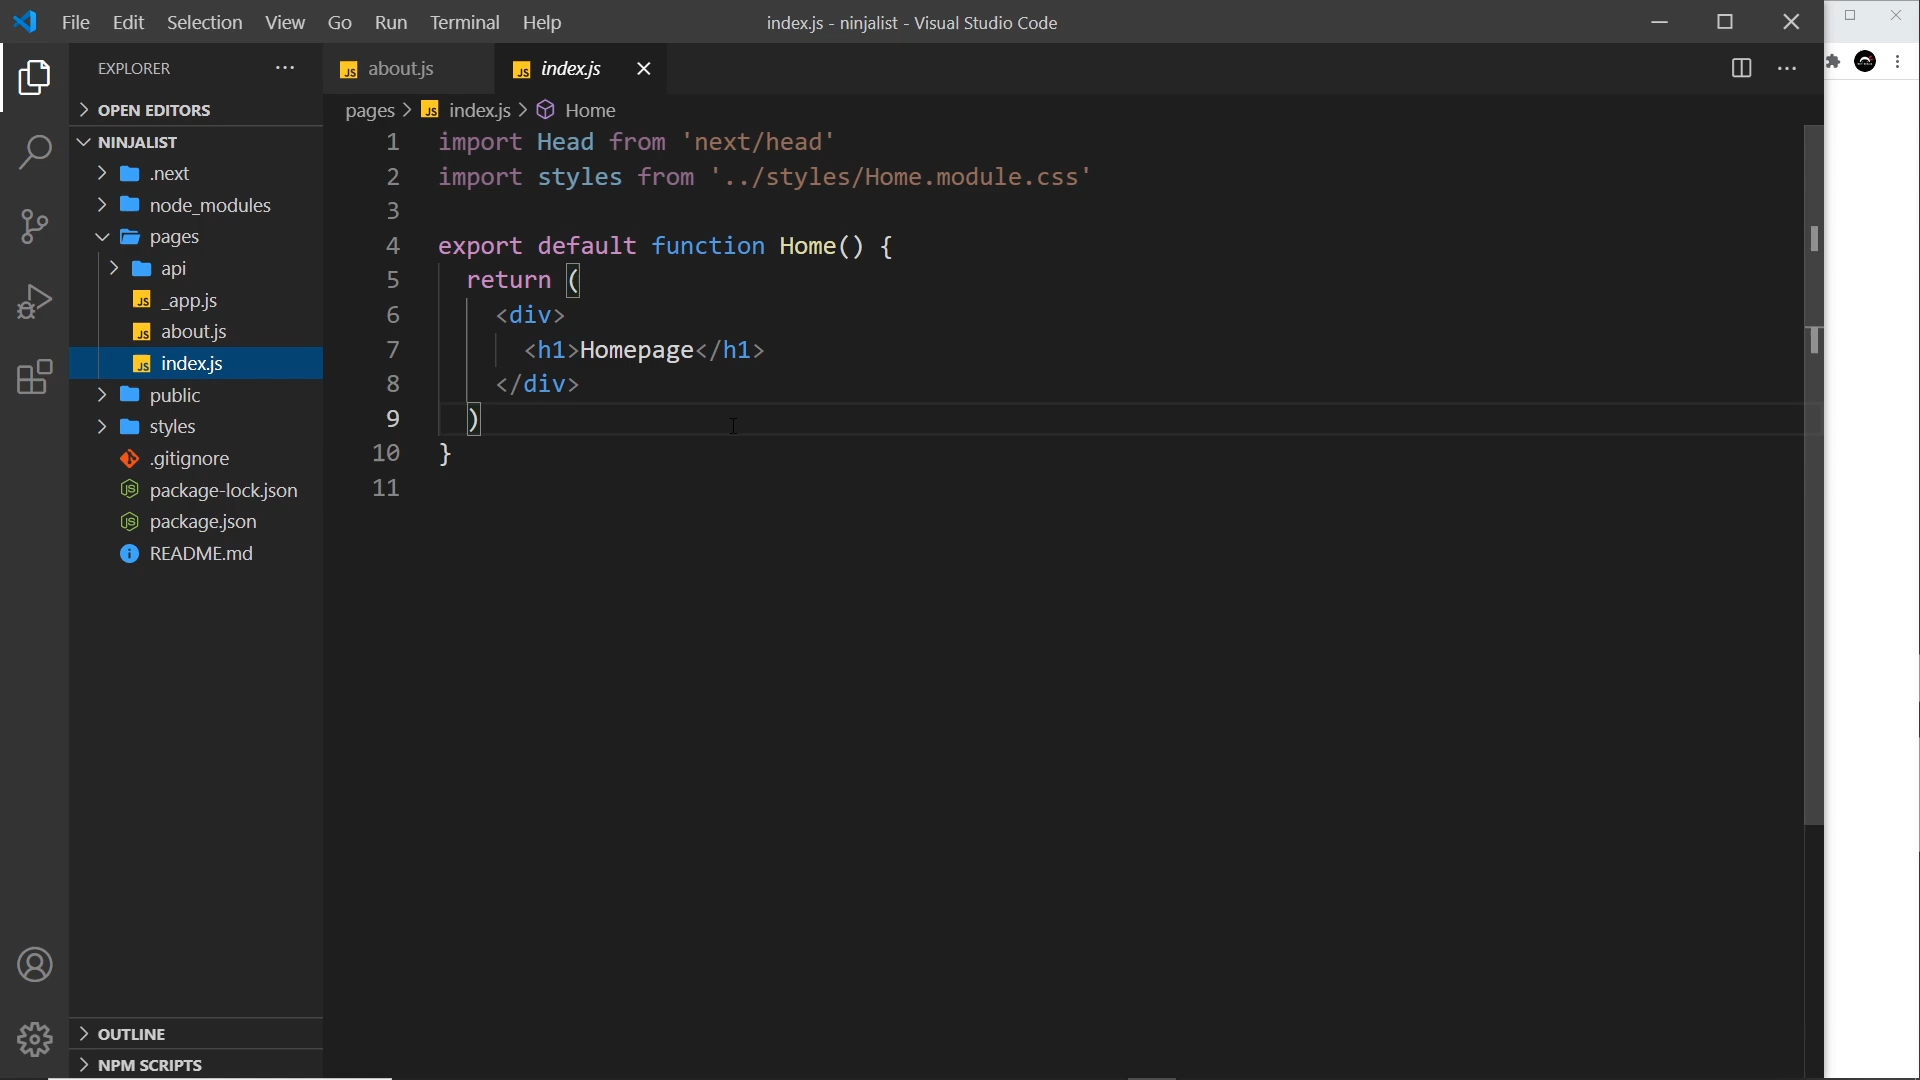 File Edit Selection View Go Run Terminal Help
index.js - ninjalist - Visual Studio Code
EXPLORER
OPEN EDITORS
NINJALIST
.next
node_modules
pages
api
_app.js
about.js
index.js
public
styles
.gitignore
package-lock.json
package.json
README.md
OUTLINE
NPM SCRIPTS
JS about.js
JS index.js
pages > JS index.js > Home
1 import Head from 'next/head'
2 import styles from '../styles/Home.module.css'
3
4 export default function Home() {
5 return (
6 <div>
7 <h1>Homepage</h1>
8 </div>
9 )
10 }
11